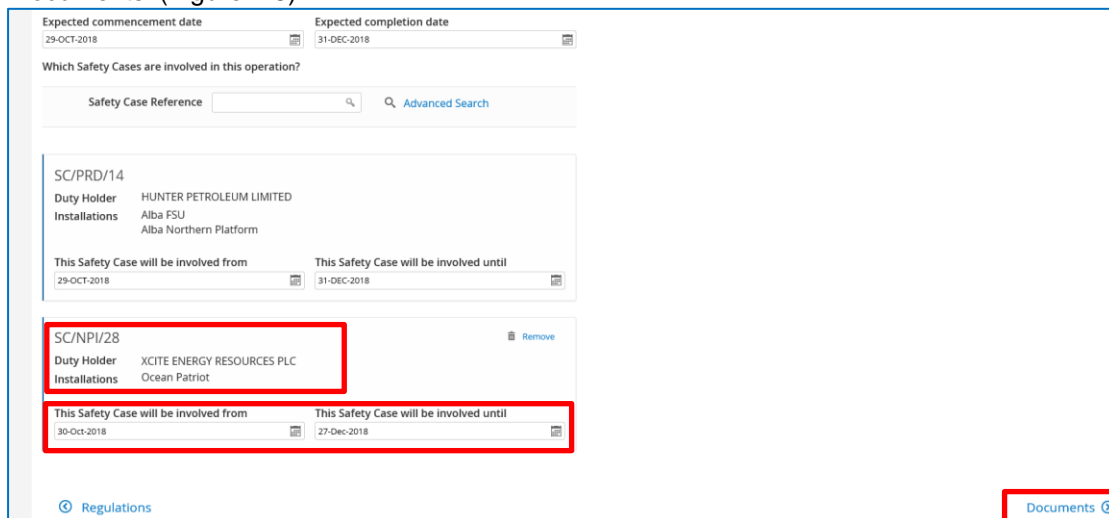 Expected commencement date Expected completion date
29-OCT-2018 31-DEC-2018
Which Safety Cases are involved in this operation?
Safety Case Reference Advanced Search
SC/PRD/14
Duty Holder HUNTER PETROLEUM LIMITED
Installations Alba FSU
Alba Northern Platform
This Safety Case will be involved from This Safety Case will be involved until
29-OCT-2018 31-DEC-2018
SC/NPI/28 Remove
Duty Holder XCITE ENERGY RESOURCES PLC
Installations Ocean Patriot
This Safety Case will be involved from This Safety Case will be involved until
30-Oct-2018 27-Dec-2018
Regulations Documents